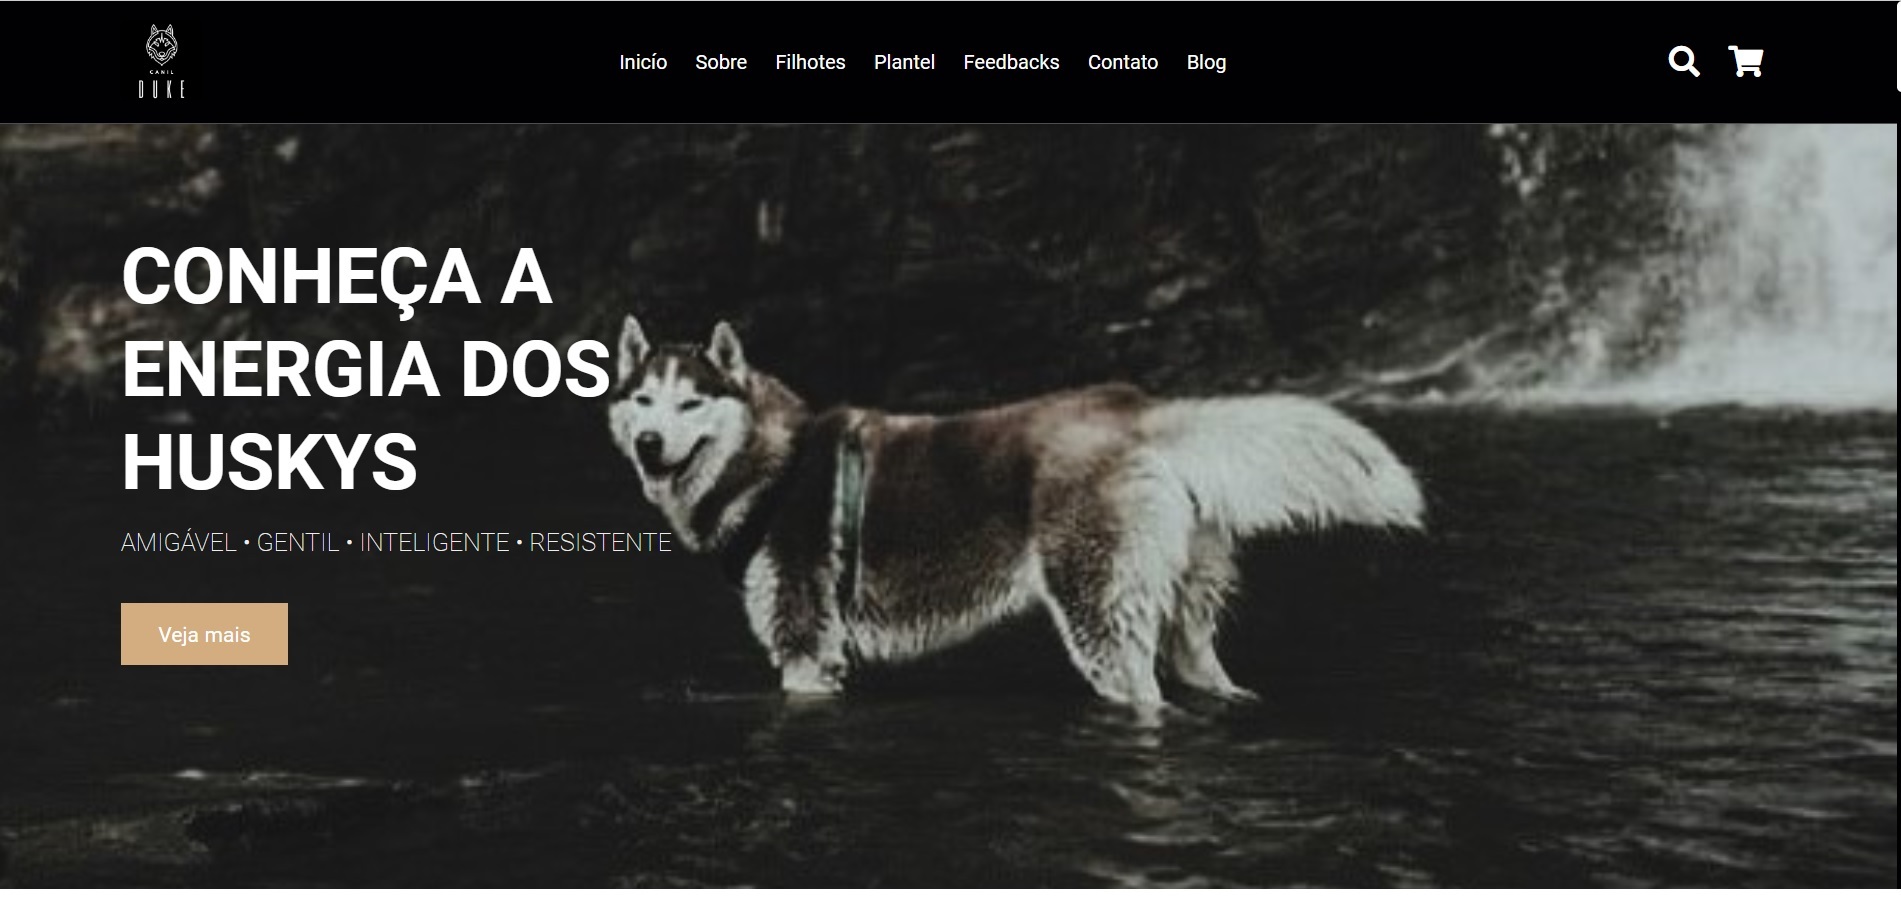 CANIL
DUKE
Inicío Sobre Filhotes Plantel Feedbacks Contato Blog
CONHEÇA A
ENERGIA DOS
HUSKYS
AMIGÁVEL • GENTIL • INTELIGENTE • RESISTENTE
Veja mais